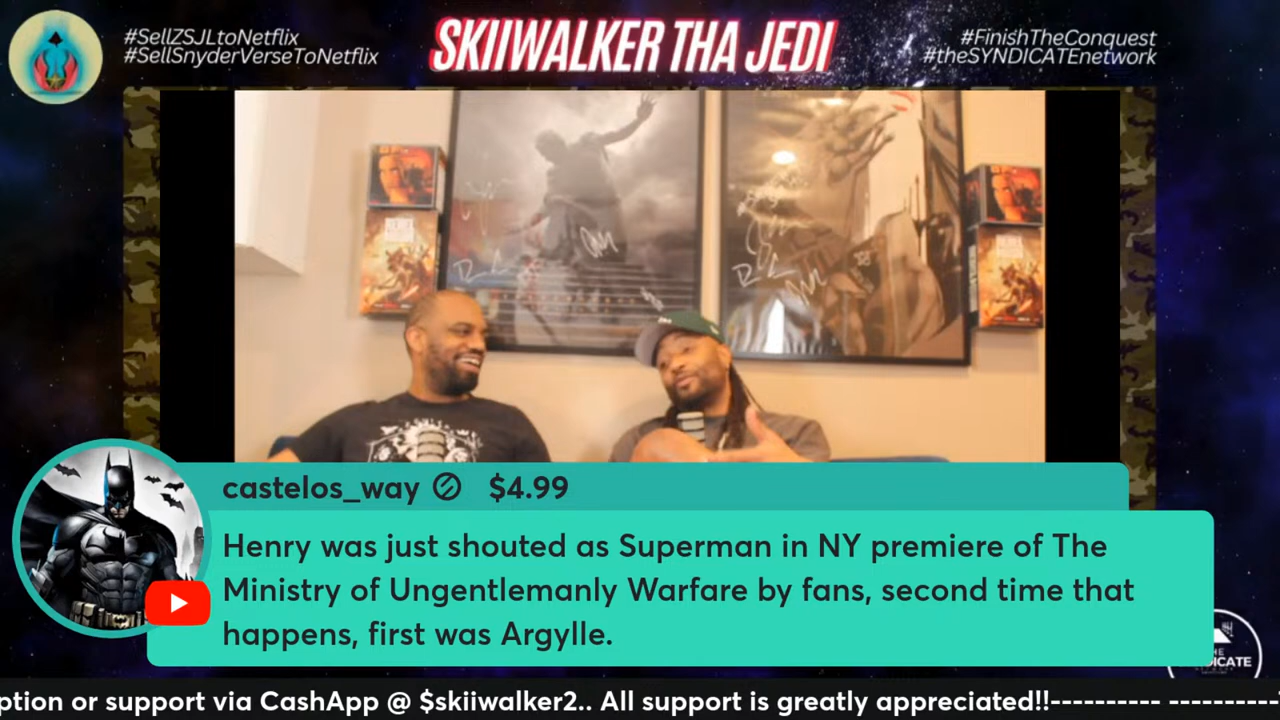 #SellZSJLtoNetflix
#SellSnyderVerseToNetflix
SKIIWALKER THA JEDI
#FinishTheConquest
#theSYNDICATEnetwork
castelos_way $4.99
Henry was just shouted as Superman in NY premiere of The
Ministry of Ungentlemanly Warfare by fans, second time that
happens, first was Argylle.
ption or support via CashApp @ $skiiwalker2.. All support is greatly appreciated!!---------- ----------